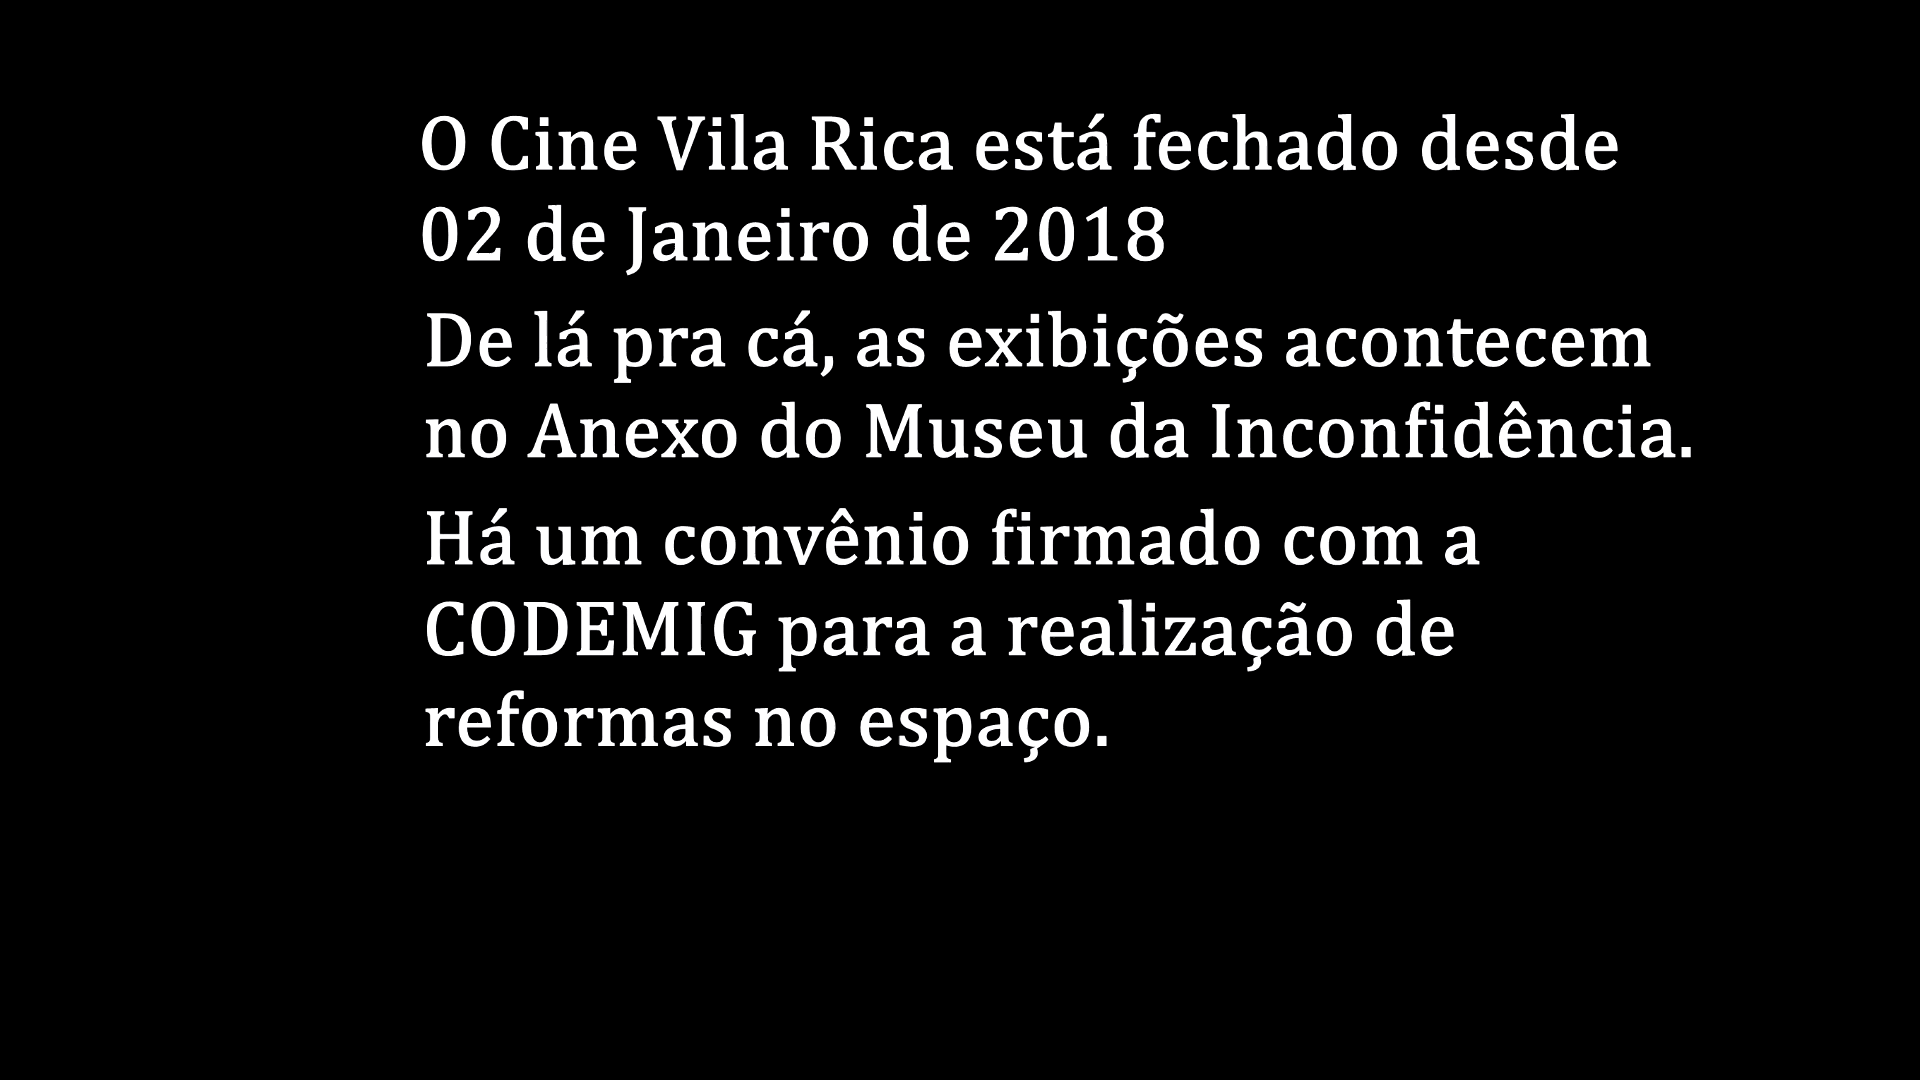 O Cine Vila Rica está fechado desde
02 de Janeiro de 2018
De lá pra cá, as exibições acontecem
no Anexo do Museu da Inconfidência.
Há um convênio firmado com a
CODEMIG para a realização de
reformas no espaço.